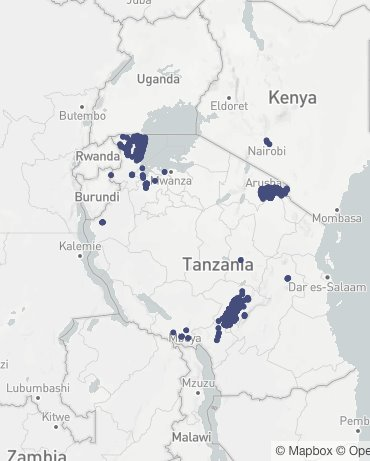 Juba
Uganda
Butembo
Eldoret
Kenya
Rwanda
Nairobi
Mwanza
Arusha
Burundi
Mombasa
Kalemie
Tanzania
Dar es-Salaam
Mbeya
Mzuzu
Lubumbashi
Kitwe
Malawi
Zambia
Pemb
© Mapbox © Ope